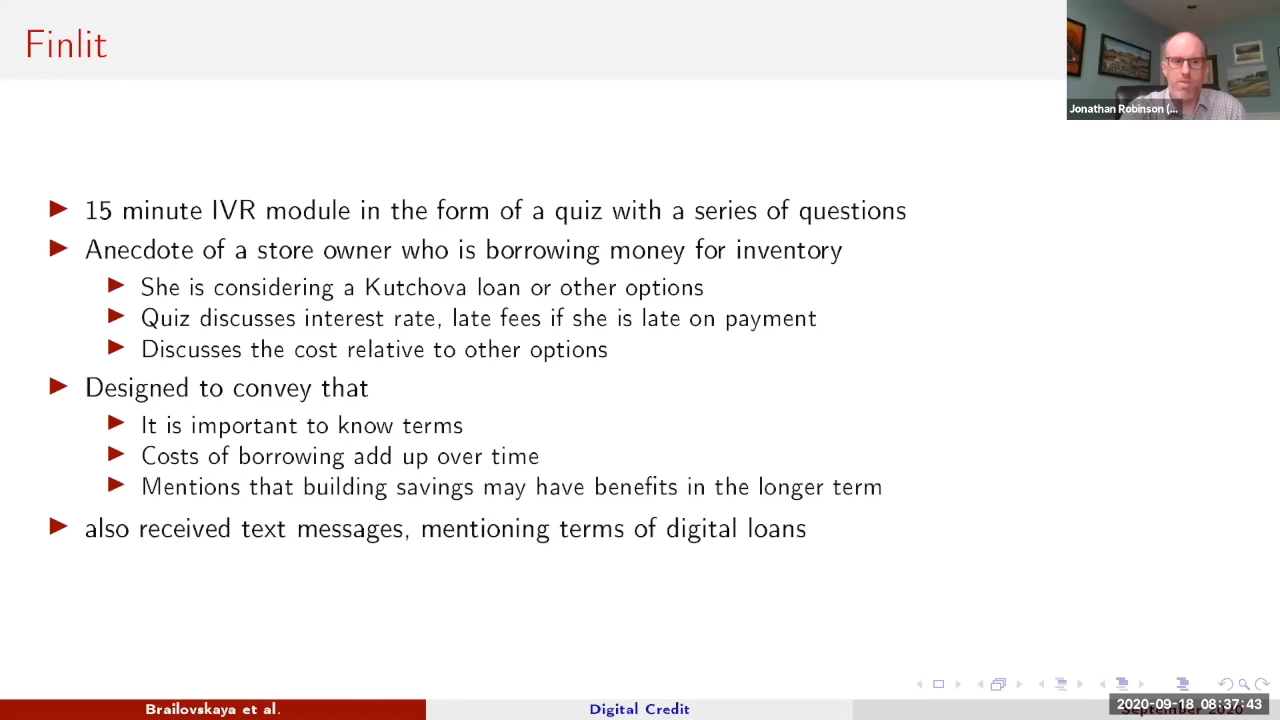 Finlit
Jonathan Robinson (...
15 minute IVR module in the form of a quiz with a series of questions
Anecdote of a store owner who is borrowing money for inventory
She is considering a Kutchova loan or other options
Quiz discusses interest rate, late fees if she is late on payment
Discusses the cost relative to other options
Designed to convey that
It is important to know terms
Costs of borrowing add up over time
Mentions that building savings may have benefits in the longer term
also received text messages, mentioning terms of digital loans
Brailovskaya et al.
Digital Credit
2020-09-18 08:37:43